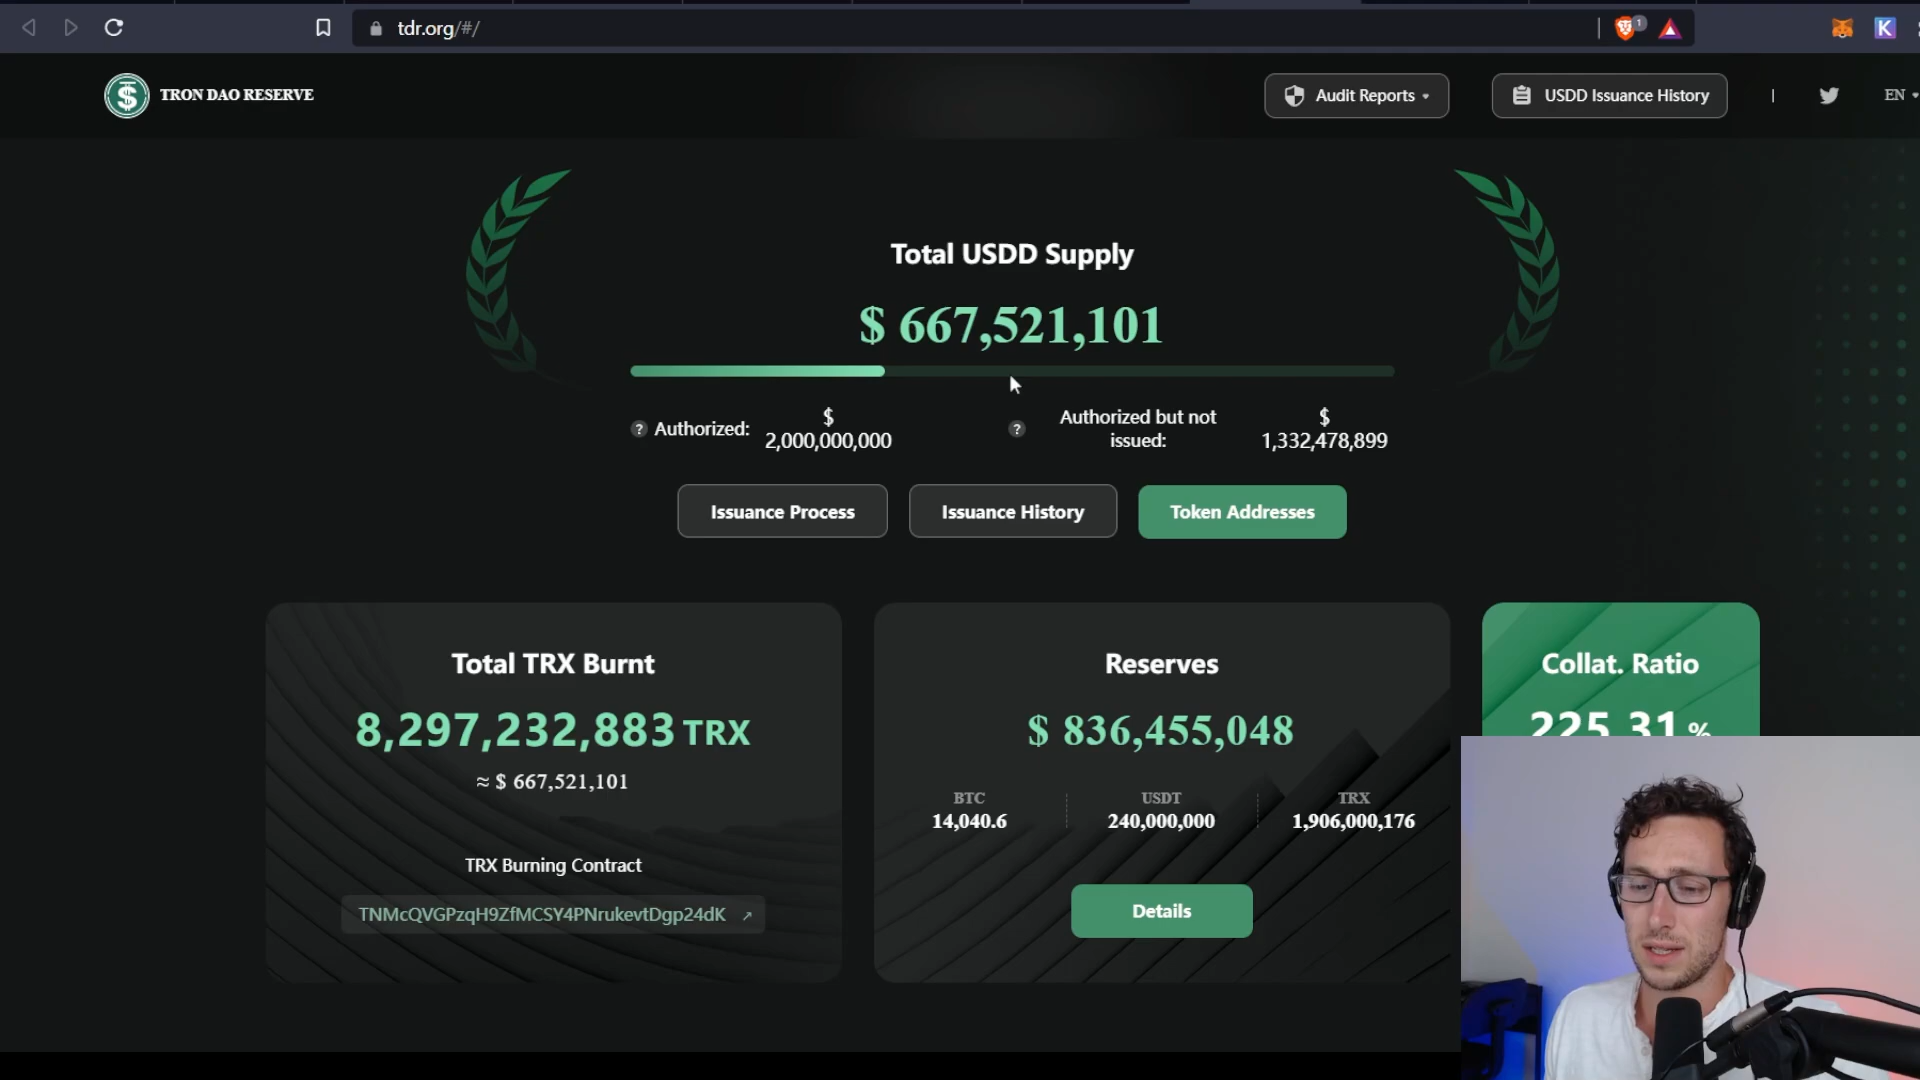 tdr.org/#/
1
K
TRON DAO RESERVE
Audit Reports
USDD Issuance History
EN
Total USDD Supply
$ 667,521,101
? Authorized:
$
2,000,000,000
?
Authorized but not
issued:
$
1,332,478,899
Issuance Process
Issuance History
Token Addresses
Total TRX Burnt
8,297,232,883 TRX
≈ $ 667,521,101
TRX Burning Contract
TNMcQVGPzqH9ZfMCSY4PNrukevtDgp24dK
Reserves
$ 836,455,048
BTC
14,040.6
USDT
240,000,000
TRX
1,906,000,176
Details
Collat. Ratio
225.31 %